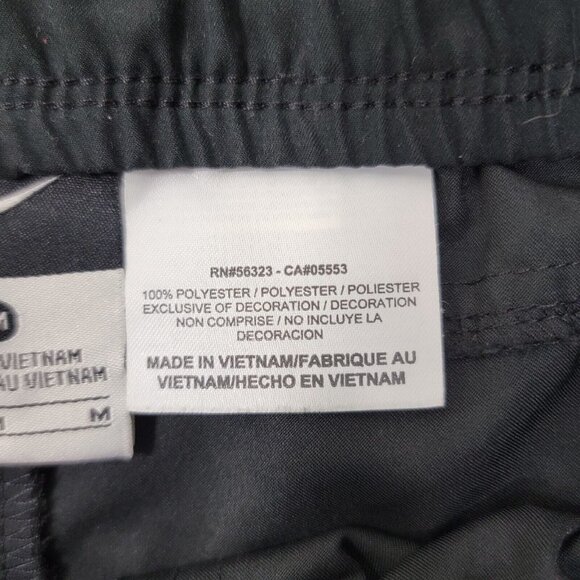 RN#56323 - CA#05553
100% POLYESTER / POLYESTER / POLIESTER
EXCLUSIVE OF DECORATION / DECORATION
NON COMPRISE / NO INCLUYE LA
DECORACION
MADE IN VIETNAM/FABRIQUE AU
VIETNAM/HECHO EN VIETNAM
M
VIETNAM
AU VIETNAM
M